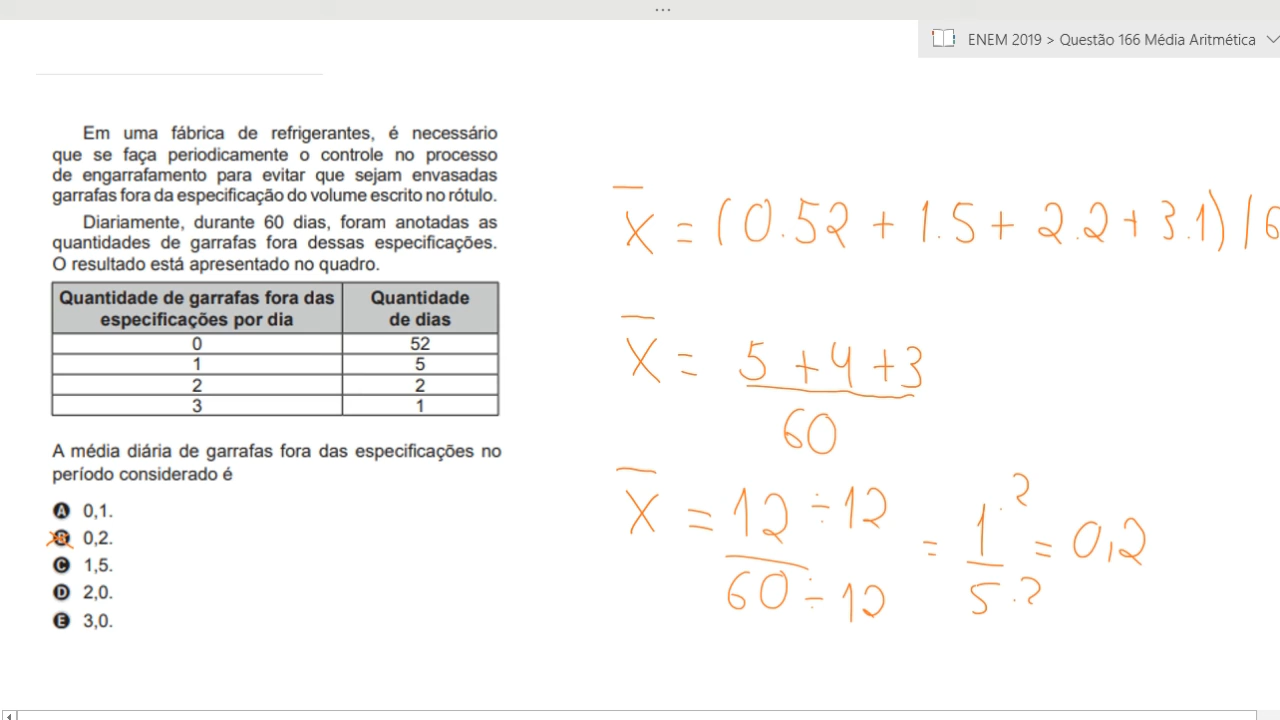 ...
ENEM 2019 > Questão 166 Média Aritmética
Em uma fábrica de refrigerantes, é necessário
que se faça periodicamente o controle no processo
de engarrafamento para evitar que sejam envasadas
garrafas fora da especificação do volume escrito no rótulo.
Diariamente, durante 60 dias, foram anotadas as
quantidades de garrafas fora dessas especificações.
O resultado está apresentado no quadro.
Quantidade de garrafas fora das Quantidade
especificações por dia de dias
0 52
1 5
2 2
3 1
A média diária de garrafas fora das especificações no
período considerado é
A 0,1.
B 0,2.
C 1,5.
D 2,0.
E 3,0.
x̄ = (0.52 + 1.5 + 2.2 + 3.1) / 6
x̄ = 5 + 4 + 3
60
x̄ = 12 ÷ 12 = 1 .2 = 0,2
60 ÷ 12 5 .2